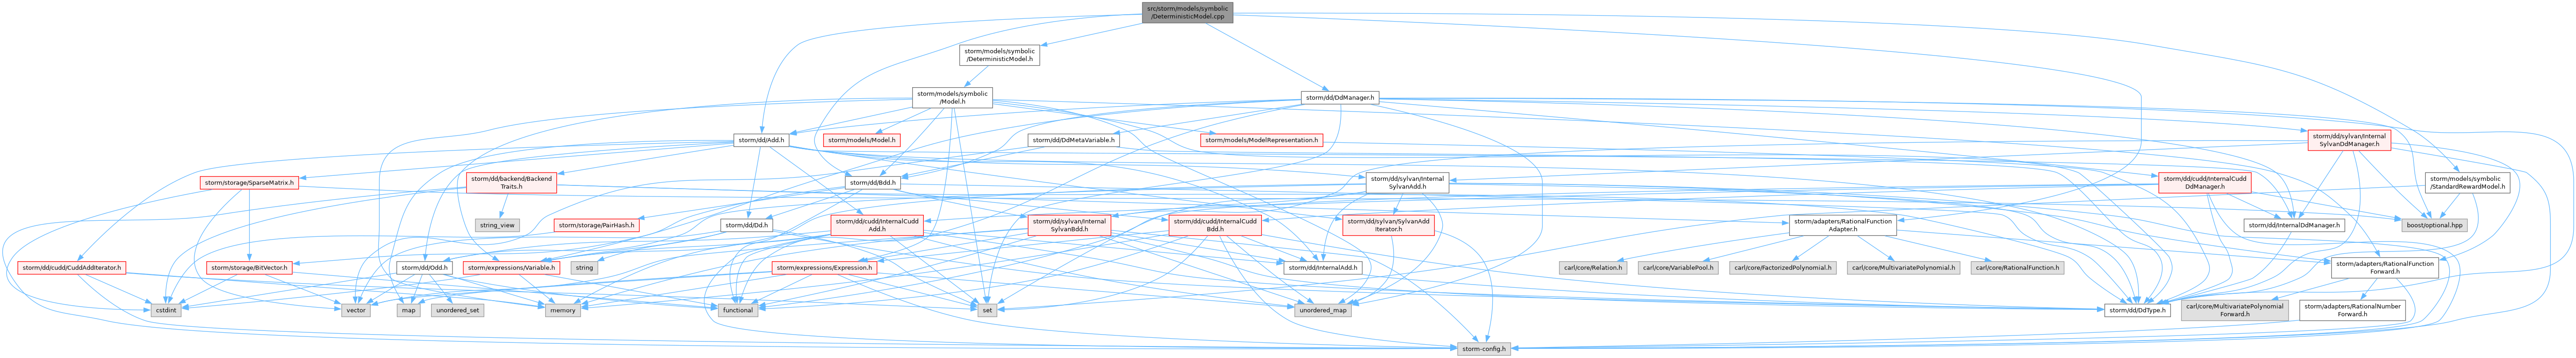 src/storm/models/symbolic
/DeterministicModel.cpp
storm/models/symbolic
/DeterministicModel.h
storm/models/symbolic
/Model.h
storm/dd/DdManager.h
storm/dd/Add.h
storm/models/Model.h
storm/dd/DdMetaVariable.h
storm/models/ModelRepresentation.h
storm/dd/sylvan/Internal
SylvanDdManager.h
storm/storage/SparseMatrix.h
storm/dd/backend/Backend
Traits.h
storm/dd/Bdd.h
storm/dd/sylvan/Internal
SylvanAdd.h
storm/dd/cudd/InternalCudd
DdManager.h
storm/models/symbolic
/StandardRewardModel.h
string_view
storm/storage/PairHash.h
storm/dd/Dd.h
storm/dd/cudd/InternalCudd
Add.h
storm/dd/sylvan/Internal
SylvanBdd.h
storm/dd/cudd/InternalCudd
Bdd.h
storm/dd/sylvan/SylvanAdd
Iterator.h
storm/adapters/RationalFunction
Adapter.h
storm/dd/InternalDdManager.h
boost/optional.hpp
storm/dd/cudd/CuddAddIterator.h
storm/storage/BitVector.h
storm/dd/Odd.h
storm/expressions/Variable.h
string
storm/expressions/Expression.h
storm/dd/InternalAdd.h
carl/core/Relation.h
carl/core/VariablePool.h
carl/core/FactorizedPolynomial.h
carl/core/MultivariatePolynomial.h
carl/core/RationalFunction.h
storm/adapters/RationalFunction
Forward.h
cstdint
vector
map
unordered_set
memory
functional
set
unordered_map
storm/dd/DdType.h
carl/core/MultivariatePolynomial
Forward.h
storm/adapters/RationalNumber
Forward.h
storm-config.h